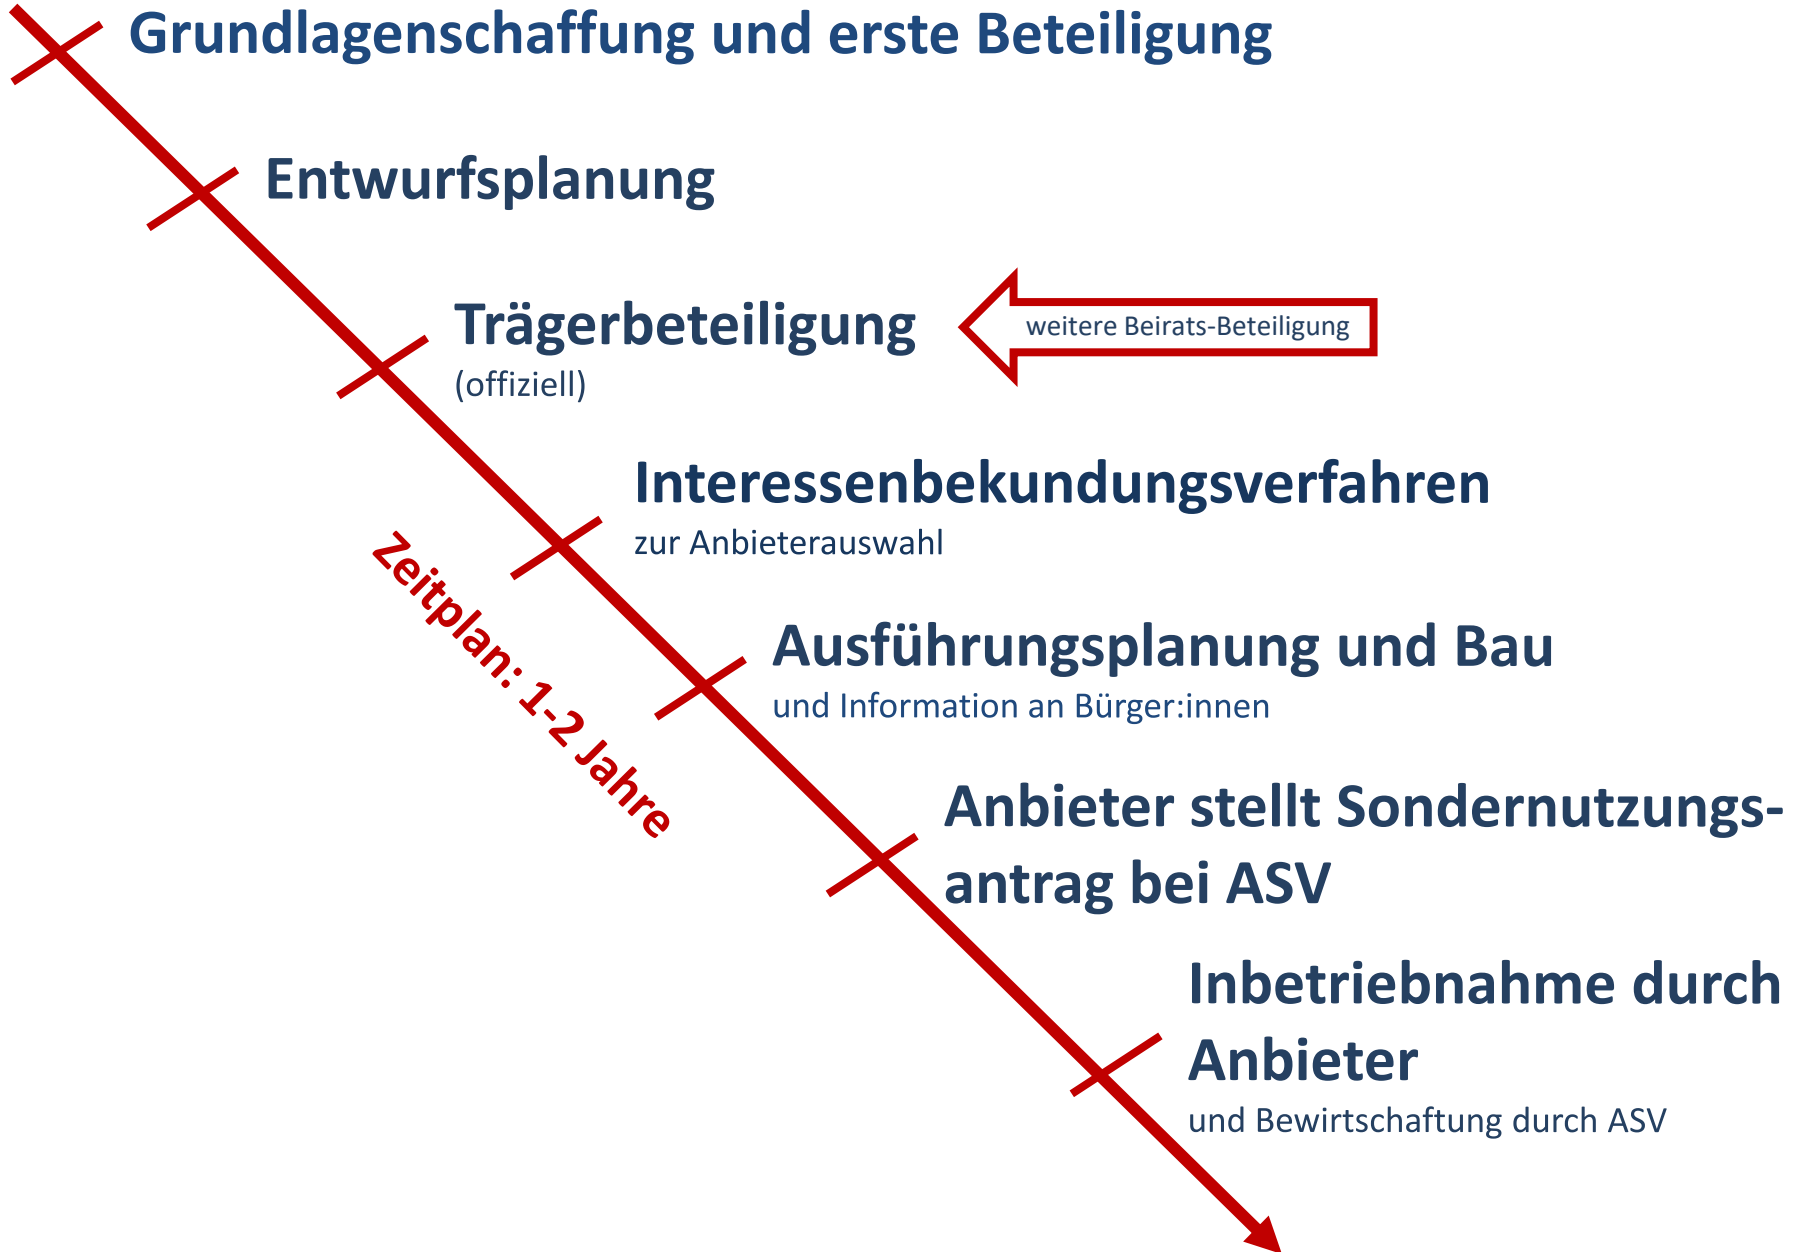 Grundlagenschaffung und erste Beteiligung
Entwurfsplanung
Trägerbeteiligung
(offiziell)
weitere Beirats-Beteiligung
Interessenbekundungsverfahren
zur Anbieterauswahl
Zeitplan: 1-2 Jahre
Ausführungsplanung und Bau
und Information an Bürger:innen
Anbieter stellt Sondernutzungs-
antrag bei ASV
Inbetriebnahme durch
Anbieter
und Bewirtschaftung durch ASV